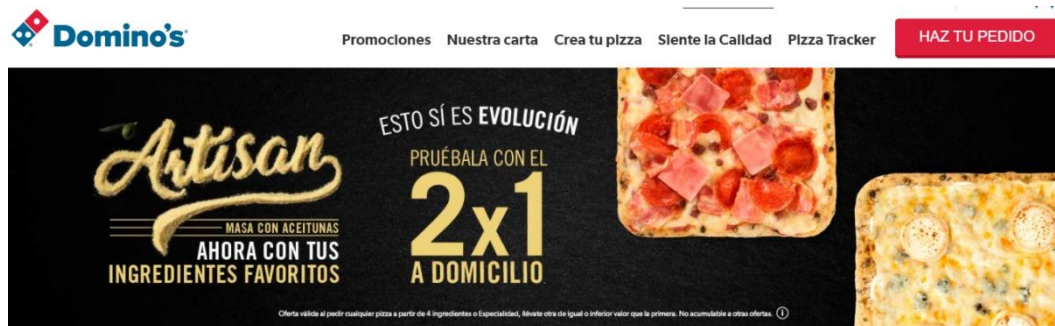 Domino's
Promociones Nuestra carta Crea tu pizza Siente la Calidad Pizza Tracker HAZ TU PEDIDO
Artisan
MASA CON ACEITUNAS
AHORA CON TUS
INGREDIENTES FAVORITOS
ESTO SÍ ES EVOLUCIÓN
PRUÉBALA CON EL
2x1
A DOMICILIO
Oferta válida al pedir cualquier pizza a partir de 4 ingredientes o Especialidad, llévate otra de igual o inferior valor que la primera. No acumulable a otras ofertas.